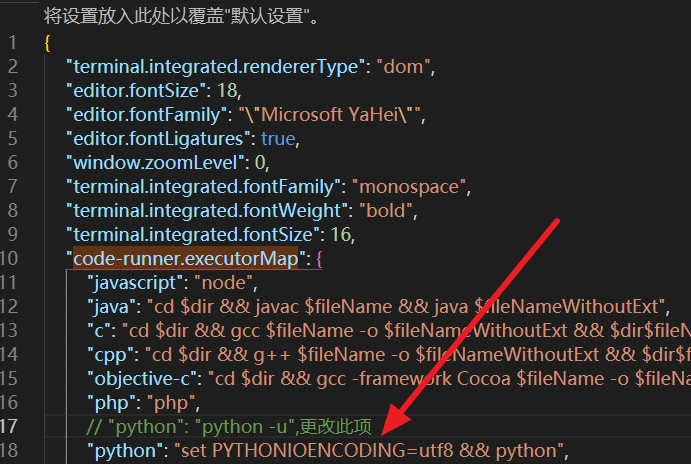 将设置放入此处以覆盖"默认设置"。
1 {
2 "terminal.integrated.rendererType": "dom",
3 "editor.fontSize": 18,
4 "editor.fontFamily": "\"Microsoft YaHei\"",
5 "editor.fontLigatures": true,
6 "window.zoomLevel": 0,
7 "terminal.integrated.fontFamily": "monospace",
8 "terminal.integrated.fontWeight": "bold",
9 "terminal.integrated.fontSize": 16,
10 "code-runner.executorMap": {
11 "javascript": "node",
12 "java": "cd $dir && javac $fileName && java $fileNameWithoutExt",
13 "c": "cd $dir && gcc $fileName -o $fileNameWithoutExt && $dir$f
14 "cpp": "cd $dir && g++ $fileName -o $fileNameWithoutExt && $dir$
15 "objective-c": "cd $dir && gcc -framework Cocoa $fileName -o $f
16 "php": "php",
17 // "python": "python -u",更改此项
18 "python": "set PYTHONIOENCODING=utf8 && python",